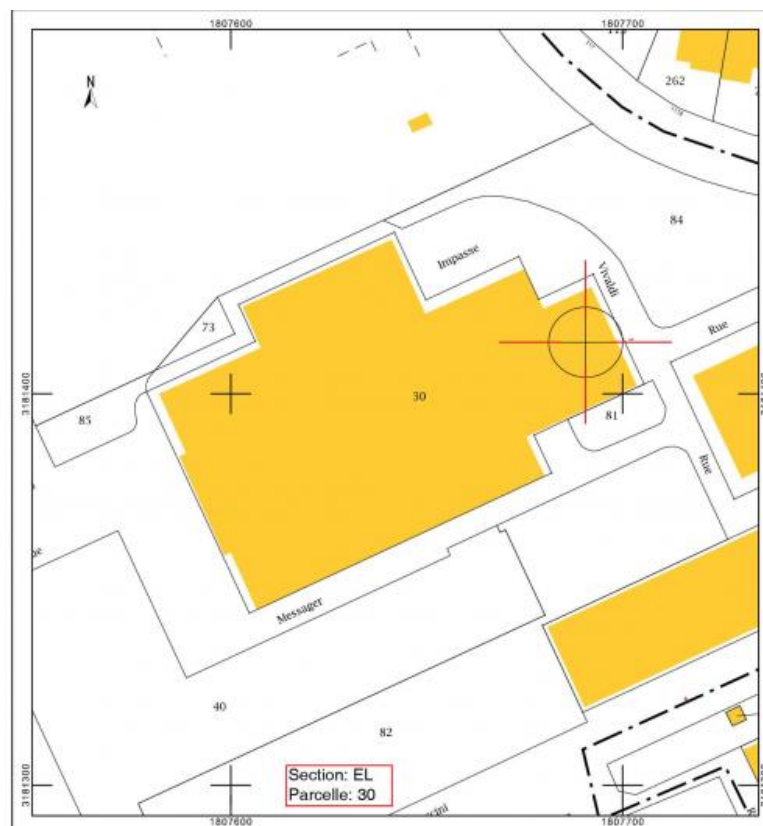 1807600
1807700
N
262
84
Impasse
Vivaldi
Rue
73
30
3181400
85
81
Rue
Messager
40
82
Section: EL
Parcelle: 30
3181300
1807600
1807700